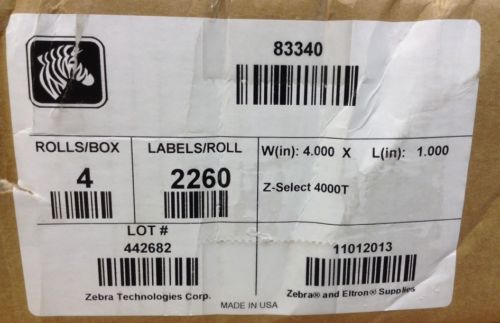 83340
ROLLS/BOX
4
LABELS/ROLL
2260
W(in): 4.000 X L(in): 1.000
Z-Select 4000T
LOT #
442682
Zebra Technologies Corp.
11012013
Zebra® and Eltron® Supplies
MADE IN USA